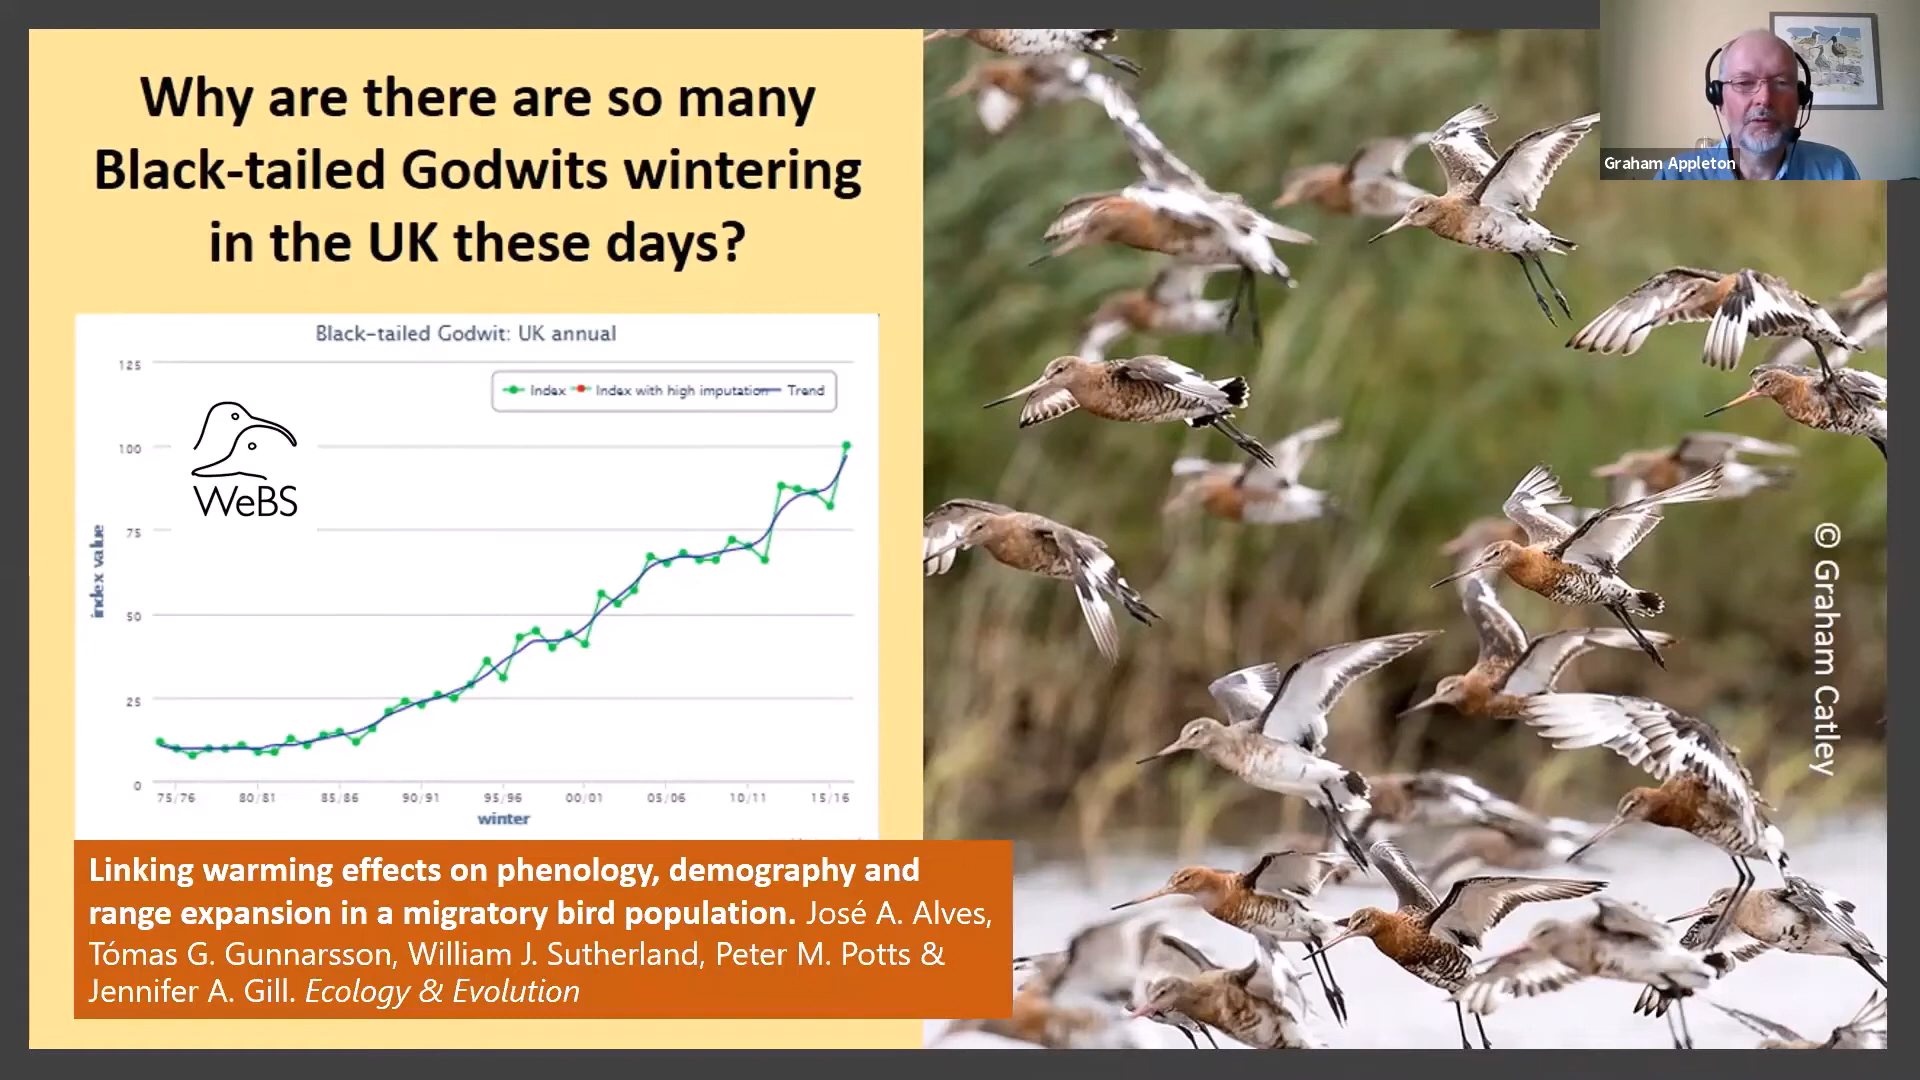 Why are there are so many
Black-tailed Godwits wintering
in the UK these days?
Black-tailed Godwit: UK annual
Index
Index with high imputation
Trend
125
100
75
50
25
0
index value
WeBS
75/76
80/81
85/86
90/91
95/96
00/01
05/06
10/11
15/16
winter
Linking warming effects on phenology, demography and
range expansion in a migratory bird population. José A. Alves,
Tómas G. Gunnarsson, William J. Sutherland, Peter M. Potts &
Jennifer A. Gill. Ecology & Evolution
© Graham Catley
Graham Appleton